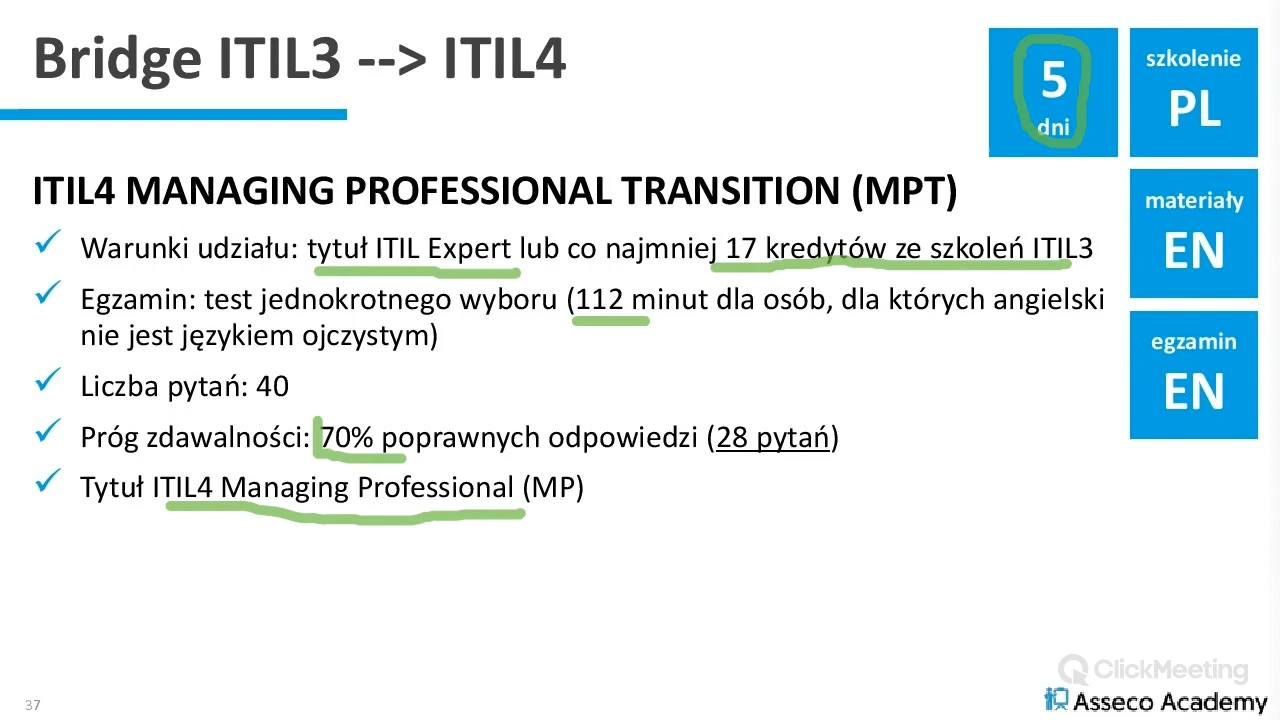 Bridge ITIL3 --> ITIL4
5
dni
szkolenie
PL
materiały
EN
egzamin
EN
ITIL4 MANAGING PROFESSIONAL TRANSITION (MPT)
Warunki udziału: tytuł ITIL Expert lub co najmniej 17 kredytów ze szkoleń ITIL3
Egzamin: test jednokrotnego wyboru (112 minut dla osób, dla których angielski
nie jest językiem ojczystym)
Liczba pytań: 40
Próg zdawalności: 70% poprawnych odpowiedzi (28 pytań)
Tytuł ITIL4 Managing Professional (MP)
ClickMeeting
37
Asseco Academy